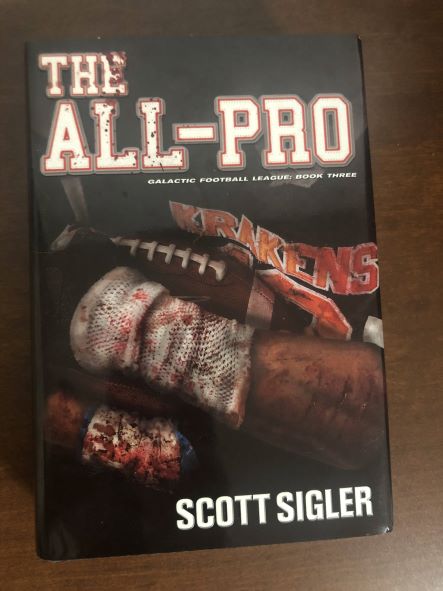 THE
ALL-PRO
GALACTIC FOOTBALL LEAGUE: BOOK THREE
KRAKENS
SCOTT SIGLER